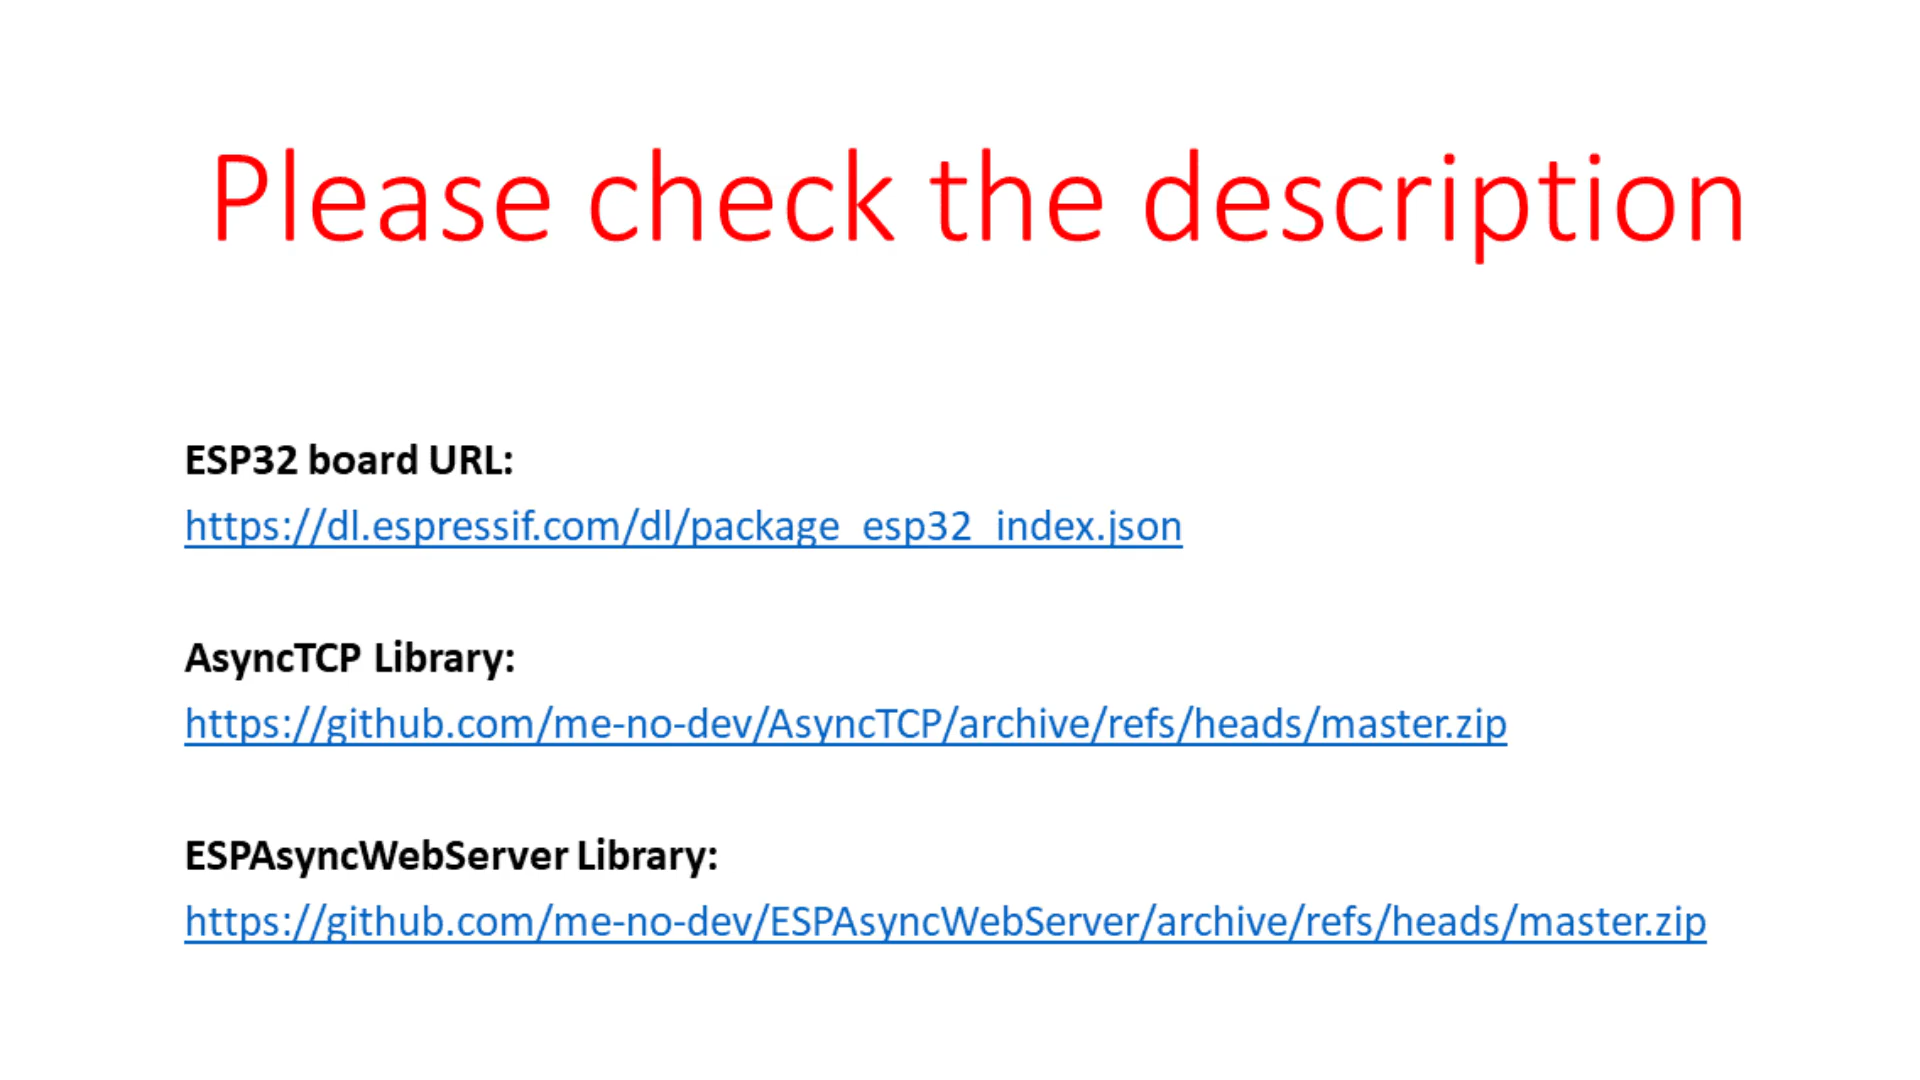 Please check the description
ESP32 board URL:
https://dl.espressif.com/dl/package_esp32_index.json
AsyncTCP Library:
https://github.com/me-no-dev/AsyncTCP/archive/refs/heads/master.zip
ESPAsyncWebServer Library:
https://github.com/me-no-dev/ESPAsyncWebServer/archive/refs/heads/master.zip